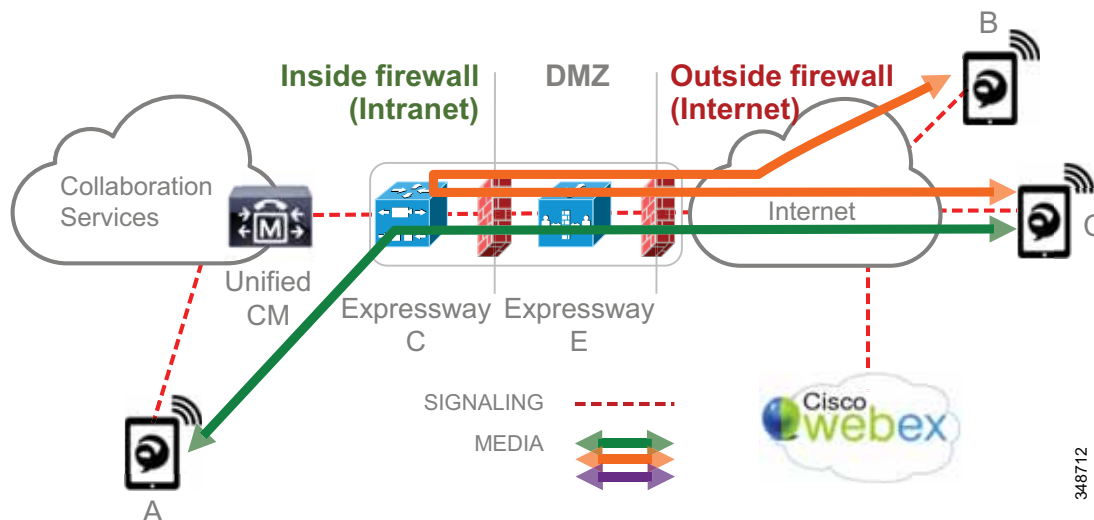 B
Inside firewall
(Intranet)
DMZ
Outside firewall
(Internet)
Collaboration
Services
M
Internet
C
Unified
CM
Expressway
C
Expressway
E
SIGNALING
MEDIA
Cisco
webex
A
348712